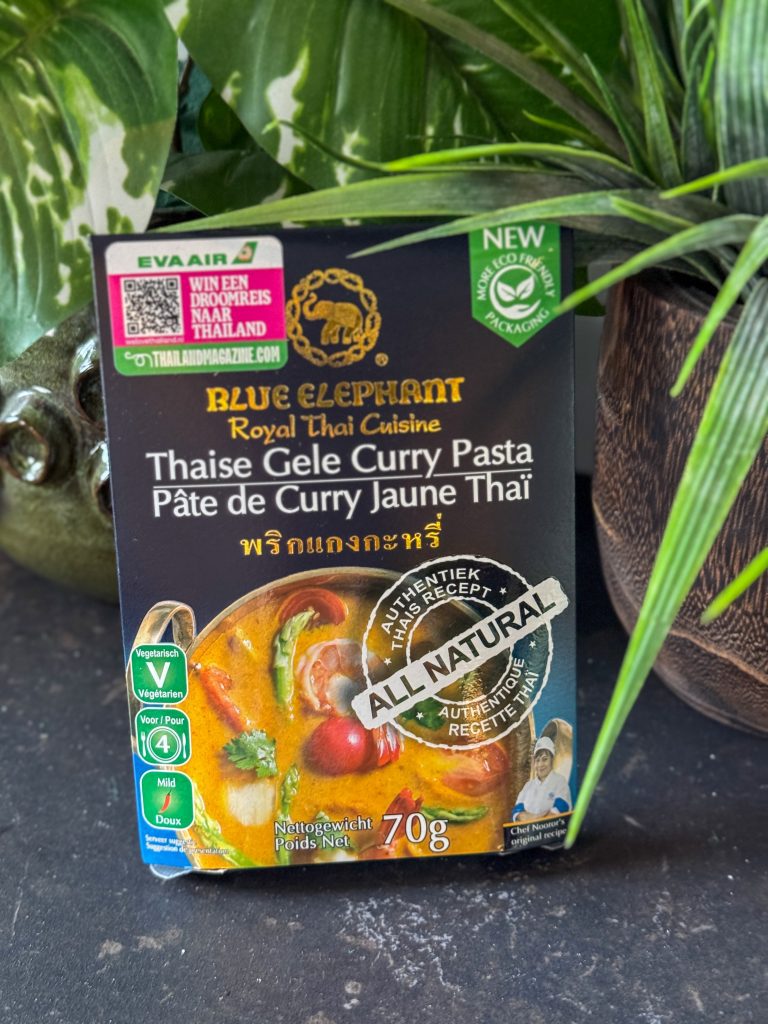 EVA AIR
WIN EEN
DROOMREIS
NAAR
THAILAND
THAILANDMAGAZINE.COM
NEW
MORE ECO FRIENDLY
PACKAGING
®
BLUE ELEPHANT
Royal Thai Cuisine
Thaise Gele Curry Pasta
Pâte de Curry Jaune Thaï
พริกแกงกะหรี่
AUTHENTIEK
THAIS RECEPT
ALL NATURAL
AUTHENTIQUE
RECETTE THAÏ
Vegetarisch
V
Végétarien
Voor / Pour
4
Mild
Doux
Nettogewicht
Poids Net
70g
Chef Nooror's
original recipe
Suggestion de présentation